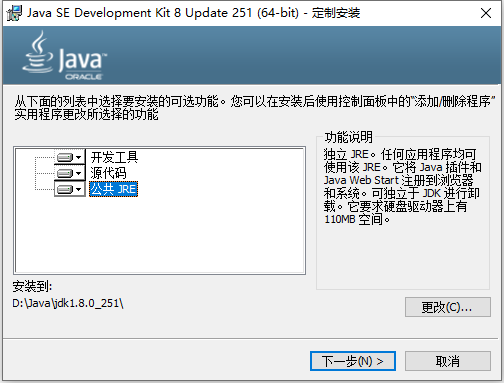 Java SE Development Kit 8 Update 251 (64-bit) - 定制安装
Java
ORACLE
从下面的列表中选择要安装的可选功能。您可以在安装后使用控制面板中的“添加/删除程序”
实用程序更改所选择的功能
开发工具
源代码
公共 JRE
功能说明
独立 JRE。任何应用程序均可
使用该 JRE。它将 Java 插件和
Java Web Start 注册到浏览器
和系统。可独立于 JDK 进行卸
载。它要求硬盘驱动器上有
110MB 空间。
安装到:
D:\Java\jdk1.8.0_251\
更改(C)...
下一步(N) >
取消